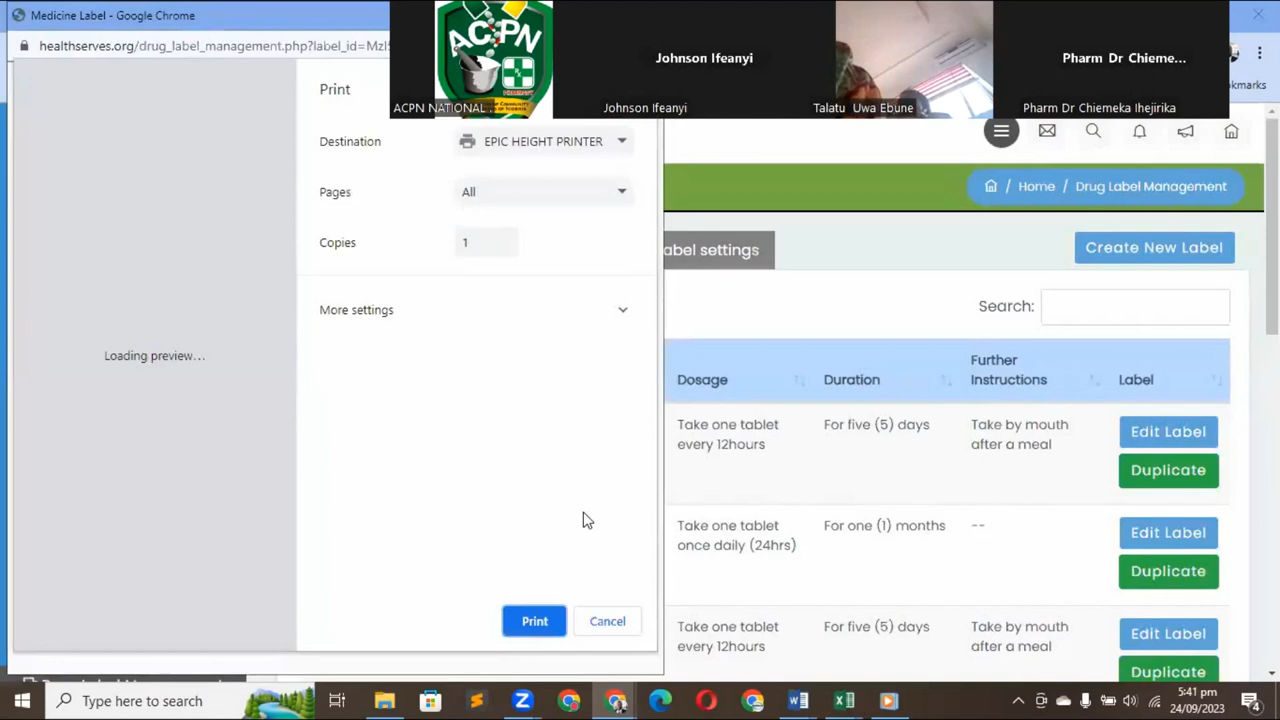 Medicine Label - Google Chrome
healthserves.org/drug_label_management.php?label_id=MzI
ACPN
PHARMACY
ACPN NATIONAL
Johnson Ifeanyi
Johnson Ifeanyi
Talatu Uwa Ebune
Pharm Dr Chieme...
Pharm Dr Chiemeka Ihejirika
kmarks
Print
Destination
EPIC HEIGHT PRINTER
Pages
All
Copies
1
More settings
Loading preview...
Print
Cancel
/ Home / Drug Label Management
abel settings
Create New Label
Search:
Dosage
Duration
Further
Instructions
Label
Take one tablet
every 12hours
For five (5) days
Take by mouth
after a meal
Edit Label
Duplicate
Take one tablet
once daily (24hrs)
For one (1) months
--
Edit Label
Duplicate
Take one tablet
every 12hours
For five (5) days
Take by mouth
after a meal
Edit Label
Duplicate
Type here to search
5:41 pm
24/09/2023
4